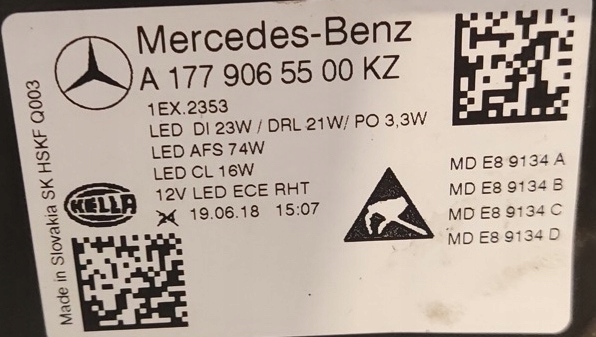 Mercedes-Benz
A 177 906 55 00 KZ
1EX.2353
LED DI 23W / DRL 21W/ PO 3,3W
LED AFS 74W
LED CL 16W
12V LED ECE RHT
19.06.18 15:07
HELLA
Made in Slovakia SK HSKF Q003
MD E8 9134 A
MD E8 9134 B
MD E8 9134 C
MD E8 9134 D